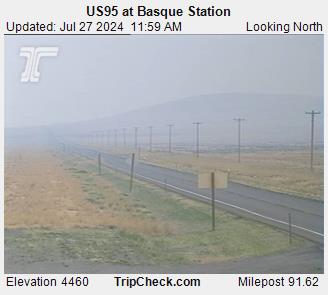 US95 at Basque Station
Updated: Jul 27 2024 11:59 AM Looking North
Elevation 4460 TripCheck.com Milepost 91.62